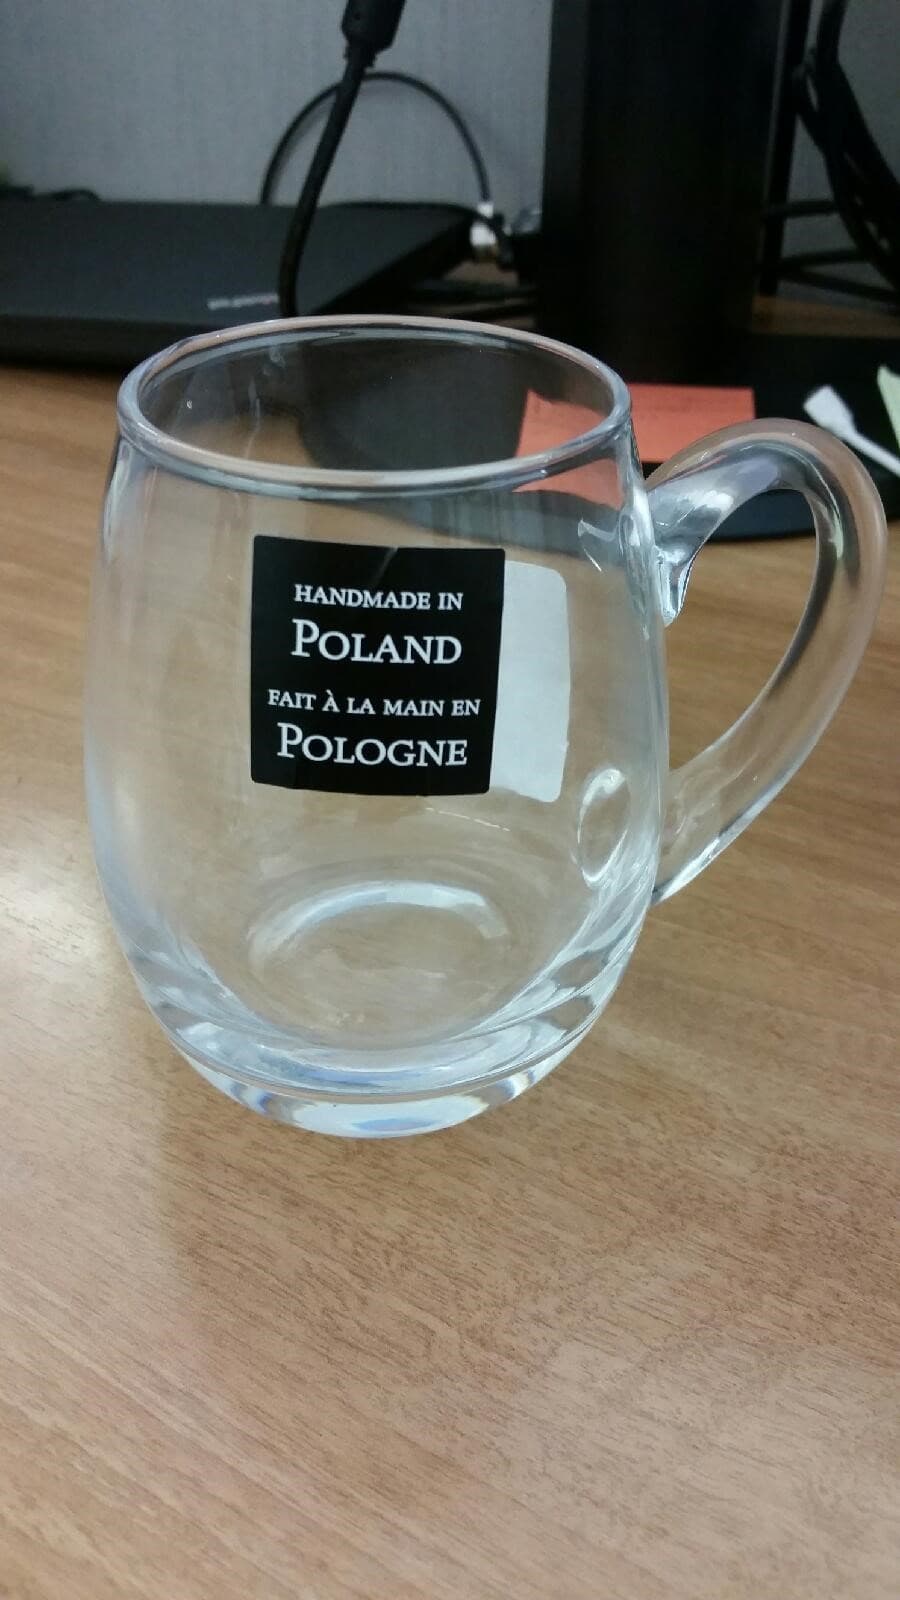 HANDMADE IN
POLAND
FAIT À LA MAIN EN
POLOGNE